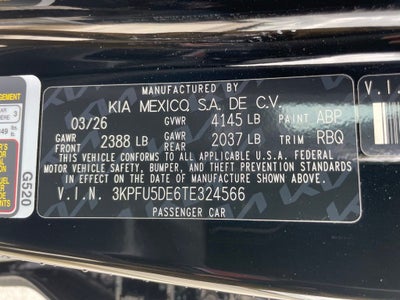 KIA MEXICO, S.A. DE C.V.
03/26 GVWR 4145 LB PAINT ABP
GAWR FRONT 2388 LB GAWR REAR 2037 LB TRIM RBQ
THIS VEHICLE CONFORMS TO ALL APPLICABLE U.S.A. FEDERAL
MOTOR VEHICLE SAFETY, BUMPER, AND THEFT PREVENTION STANDARDS
IN EFFECT ON THE DATE OF MANUFACTURE SHOWN ABOVE.
V.I.N. 3KPFU5DE6TE324566
PASSENGER CAR
G520
V.I.